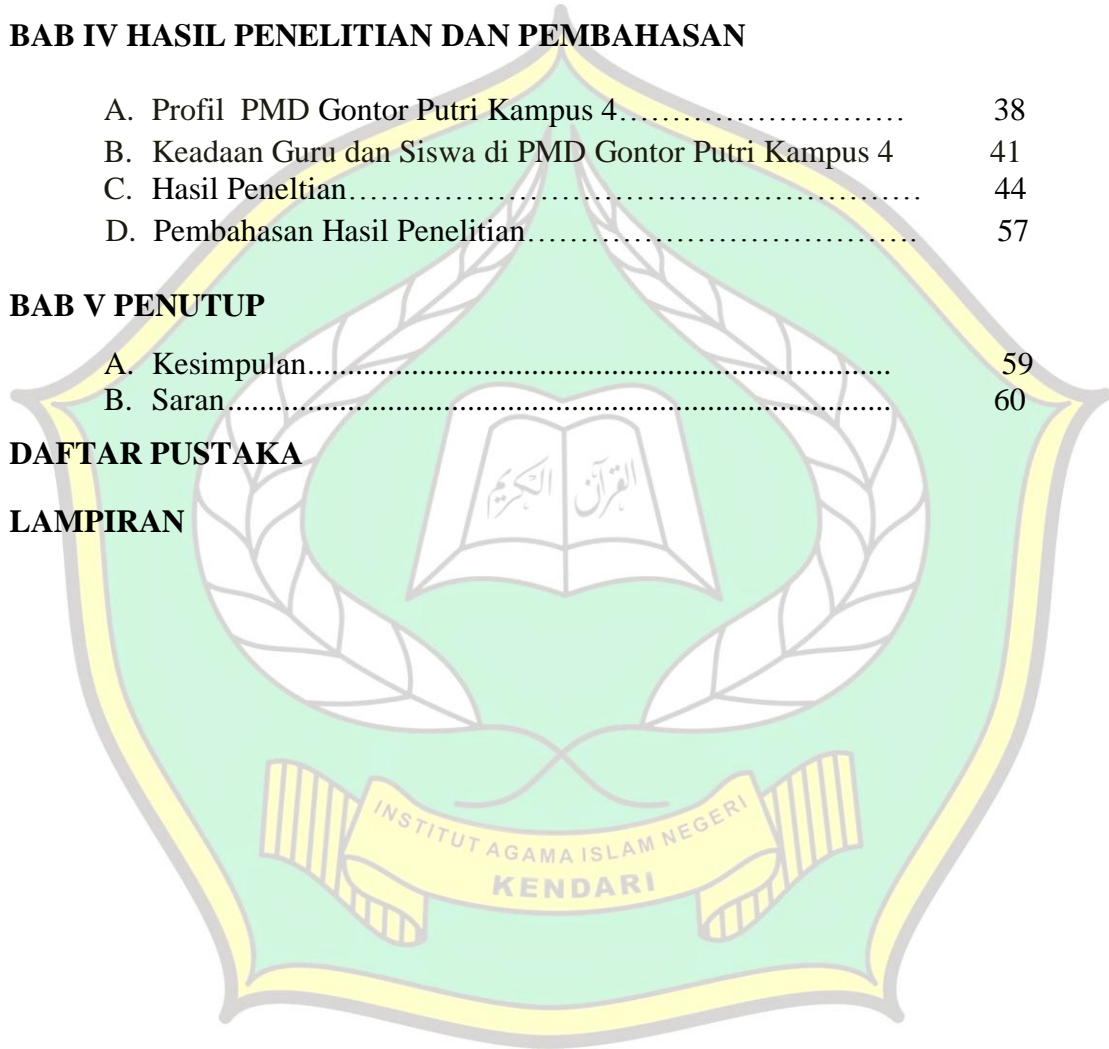 BAB IV HASIL PENELITIAN DAN PEMBAHASAN
A. Profil PMD Gontor Putri Kampus 4……………………… 38
B. Keadaan Guru dan Siswa di PMD Gontor Putri Kampus 4 41
C. Hasil Peneltian……………………………………………… 44
D. Pembahasan Hasil Penelitian………………………………. 57
BAB V PENUTUP
A. Kesimpulan......................................................................... 59
B. Saran................................................................................... 60
DAFTAR PUSTAKA
القرآن الكريم
LAMPIRAN
INSTITUT AGAMA ISLAM NEGERI
KENDARI